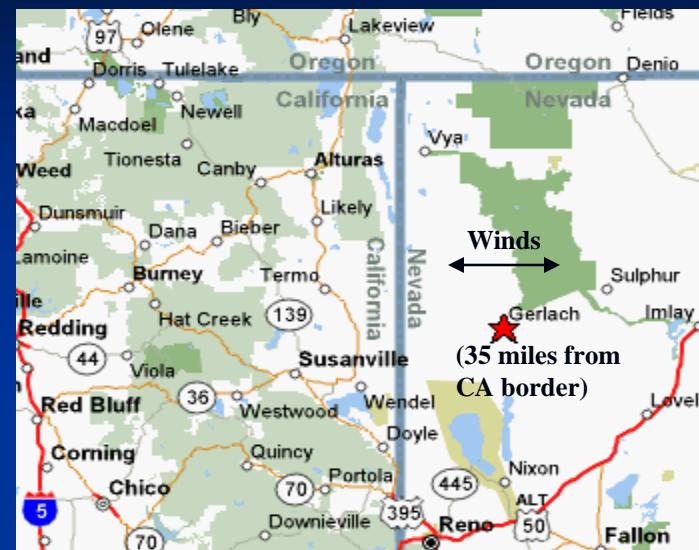 Fields
Bly
Lakeview
97
Olene
Oregon
Oregon
Denio
Dorris
Tulelake
California
Nevada
Newell
Macdoel
Vya
Tionesta
Canby
Alturas
Weed
Likely
Dunsmuir
Dana
Bieber
California
Nevada
Winds
Lamoine
Burney
Termo
Sulphur
Gerlach
Imlay
Hat Creek
139
Redding
(35 miles from
CA border)
44
Viola
Susanville
36
Westwood
Wendel
Red Bluff
Doyle
Corning
Quincy
Nixon
Portola
445
70
Chico
ALT
5
395
50
Downieville
Reno
Fallon
70